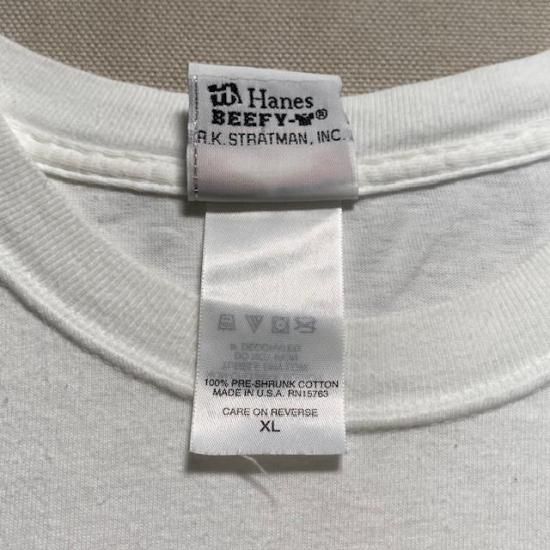 Hanes
BEEFY-T®
R.K. STRATMAN, INC.
100% PRE-SHRUNK COTTON
MADE IN U.S.A. RN15763
CARE ON REVERSE
XL